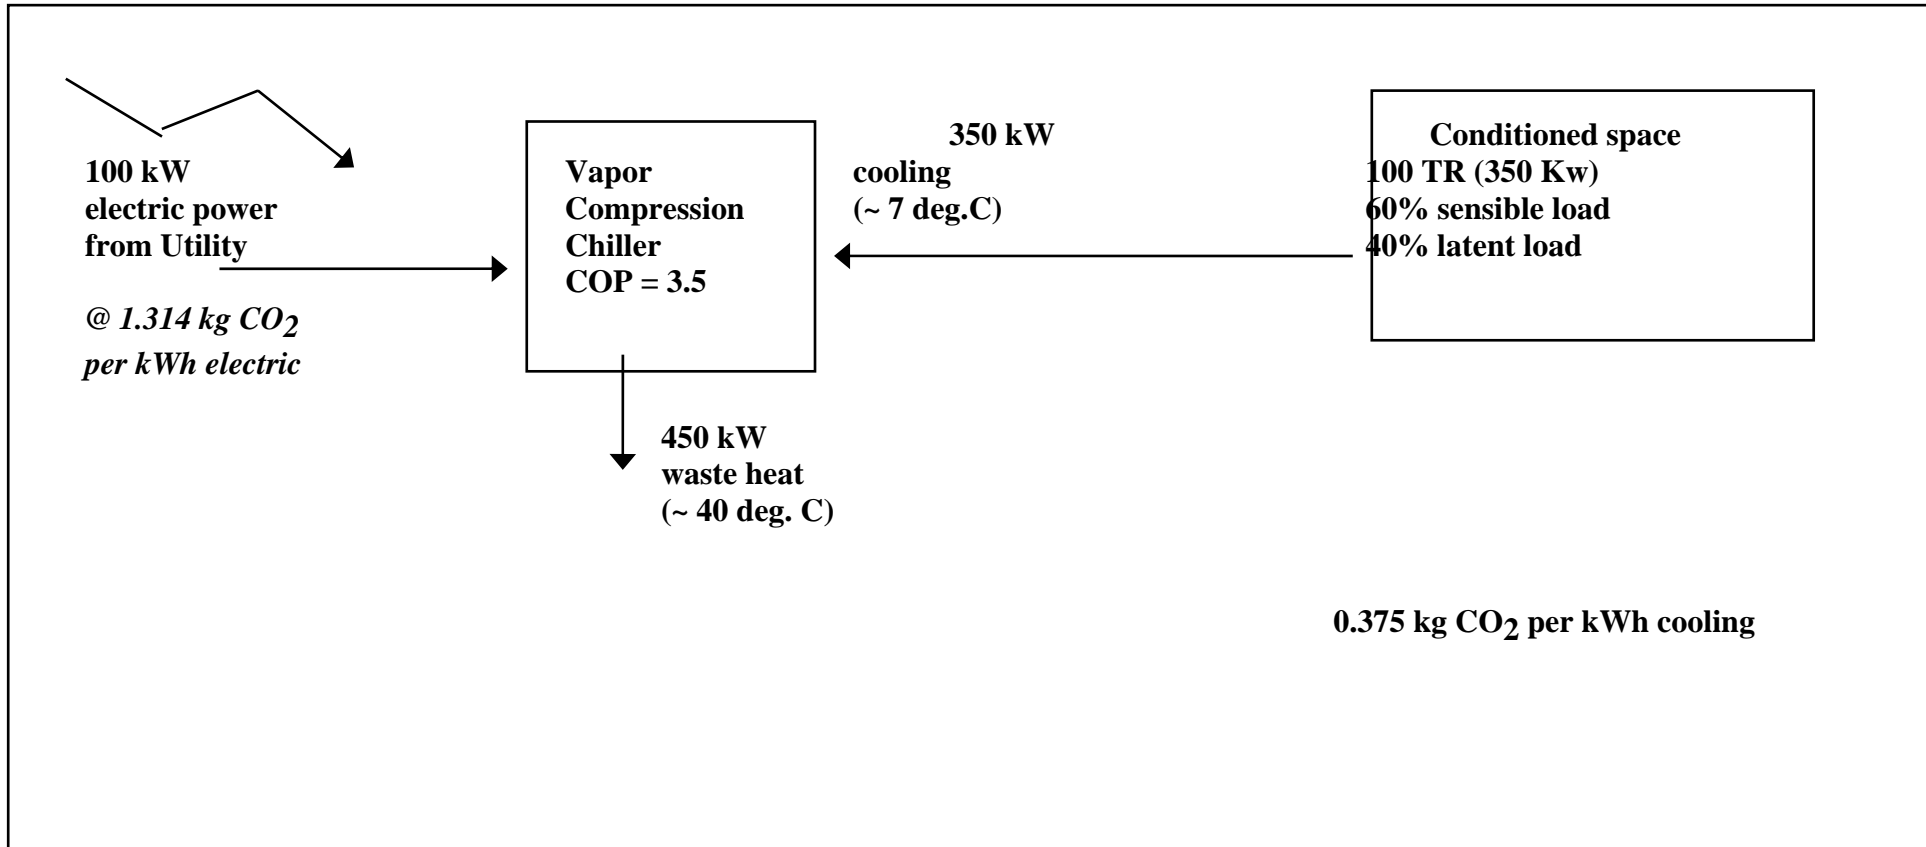 100 kW
electric power
from Utility
@ 1.314 kg CO2
per kWh electric
Vapor
Compression
Chiller
COP = 3.5
450 kW
waste heat
(~ 40 deg. C)
350 kW
cooling
(~ 7 deg.C)
Conditioned space
100 TR (350 Kw)
60% sensible load
40% latent load
0.375 kg CO2 per kWh cooling